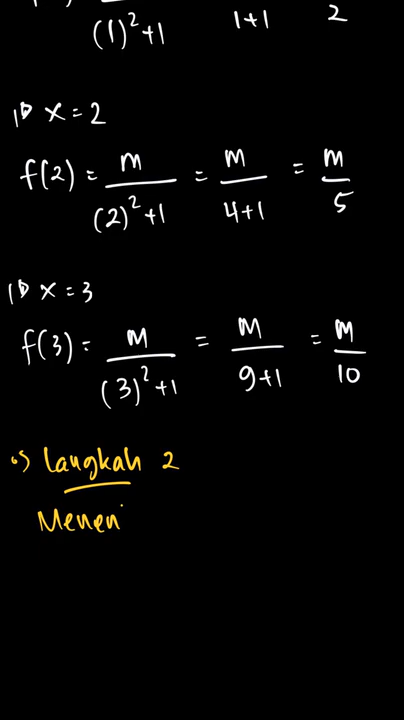 (1)²+1 1+1 2
x = 2
f(2) = m/((2)²+1) = m/(4+1) = m/5
x = 3
f(3) = m/((3)²+1) = m/(9+1) = m/10
Langkah 2
Menen